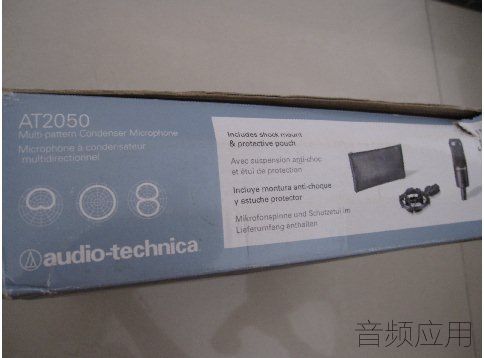 AT2050
Multi-pattern Condenser Microphone
Microphone à condensateur
multidirectionnel
audio-technica
Includes shock mount
& protective pouch
Avec suspension anti-choc
et étui de protection
Incluye montura anti-choque
y estuche protector
Mikrofonspinne und Schutzetui im
Lieferumfang enthalten
音频应用